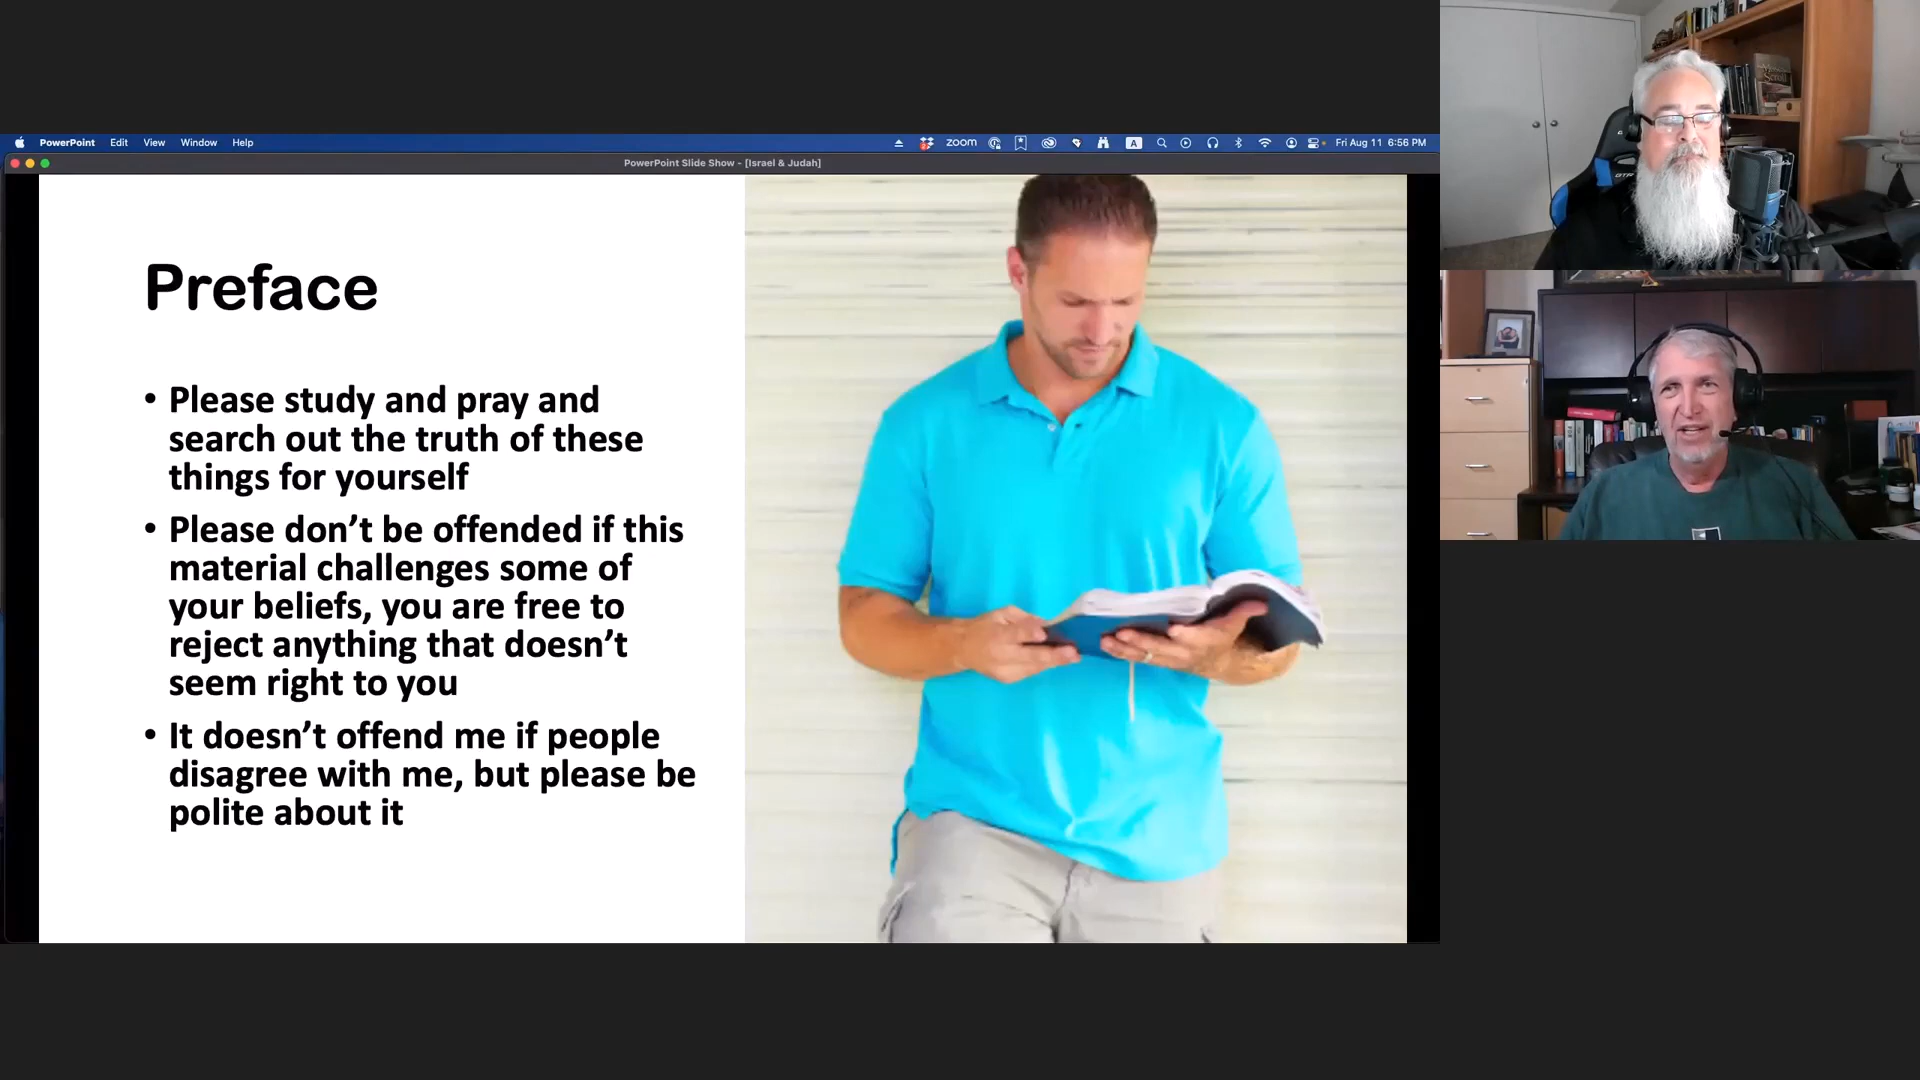 PowerPoint Edit View Window Help
zoom
A
Fri Aug 11 6:56 PM
PowerPoint Slide Show - [Israel & Judah]
Preface
• Please study and pray and
search out the truth of these
things for yourself
• Please don’t be offended if this
material challenges some of
your beliefs, you are free to
reject anything that doesn’t
seem right to you
• It doesn’t offend me if people
disagree with me, but please be
polite about it